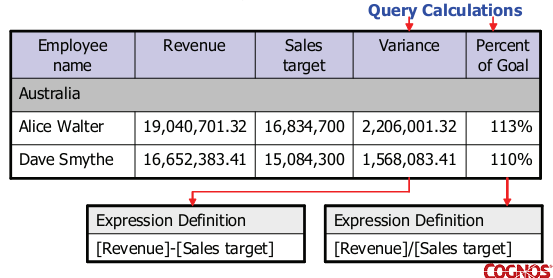 Query Calculations
Employee name Revenue Sales target Variance Percent of Goal
Australia
Alice Walter 19,040,701.32 16,834,700 2,206,001.32 113%
Dave Smythe 16,652,383.41 15,084,300 1,568,083.41 110%
Expression Definition Expression Definition
[Revenue]-[Sales target] [Revenue]/[Sales target]
COGNOS®